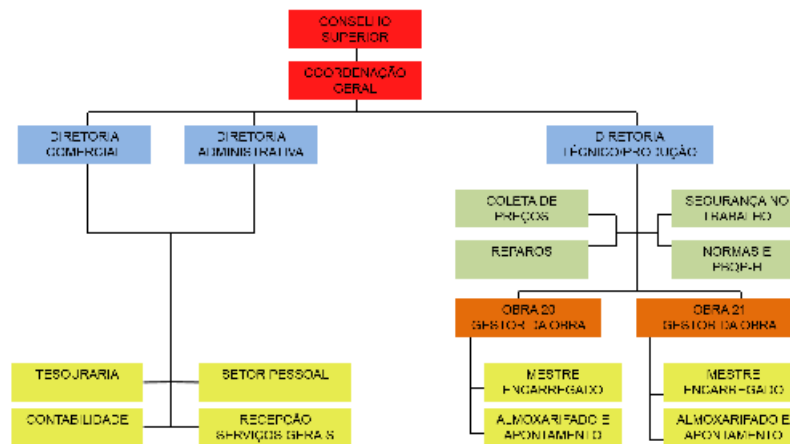 CONSELHO
SUPERIOR
COORDENAÇÃO
GERAL
DIRETORIA
COMERCIAL
DIRETORIA
ADMINISTRATIVA
DIRETORIA
TÉCNICO/PRODUÇÃO
COLETA DE
PREÇOS
SEGURANÇA NO
TRABALHO
REPAROS
NORMAS E
PBQP-H
OBRA 20
GESTOR DA OBRA
OBRA 21
GESTOR DA OBRA
TESOURARIA
SETOR PESSOAL
MESTRE
ENCARREGADO
MESTRE
ENCARREGADO
CONTABILIDADE
RECEPÇÃO
SERVIÇOS GERAIS
ALMOXARIFADO E
APONTAMENTO
ALMOXARIFADO E
APONTAMENTO